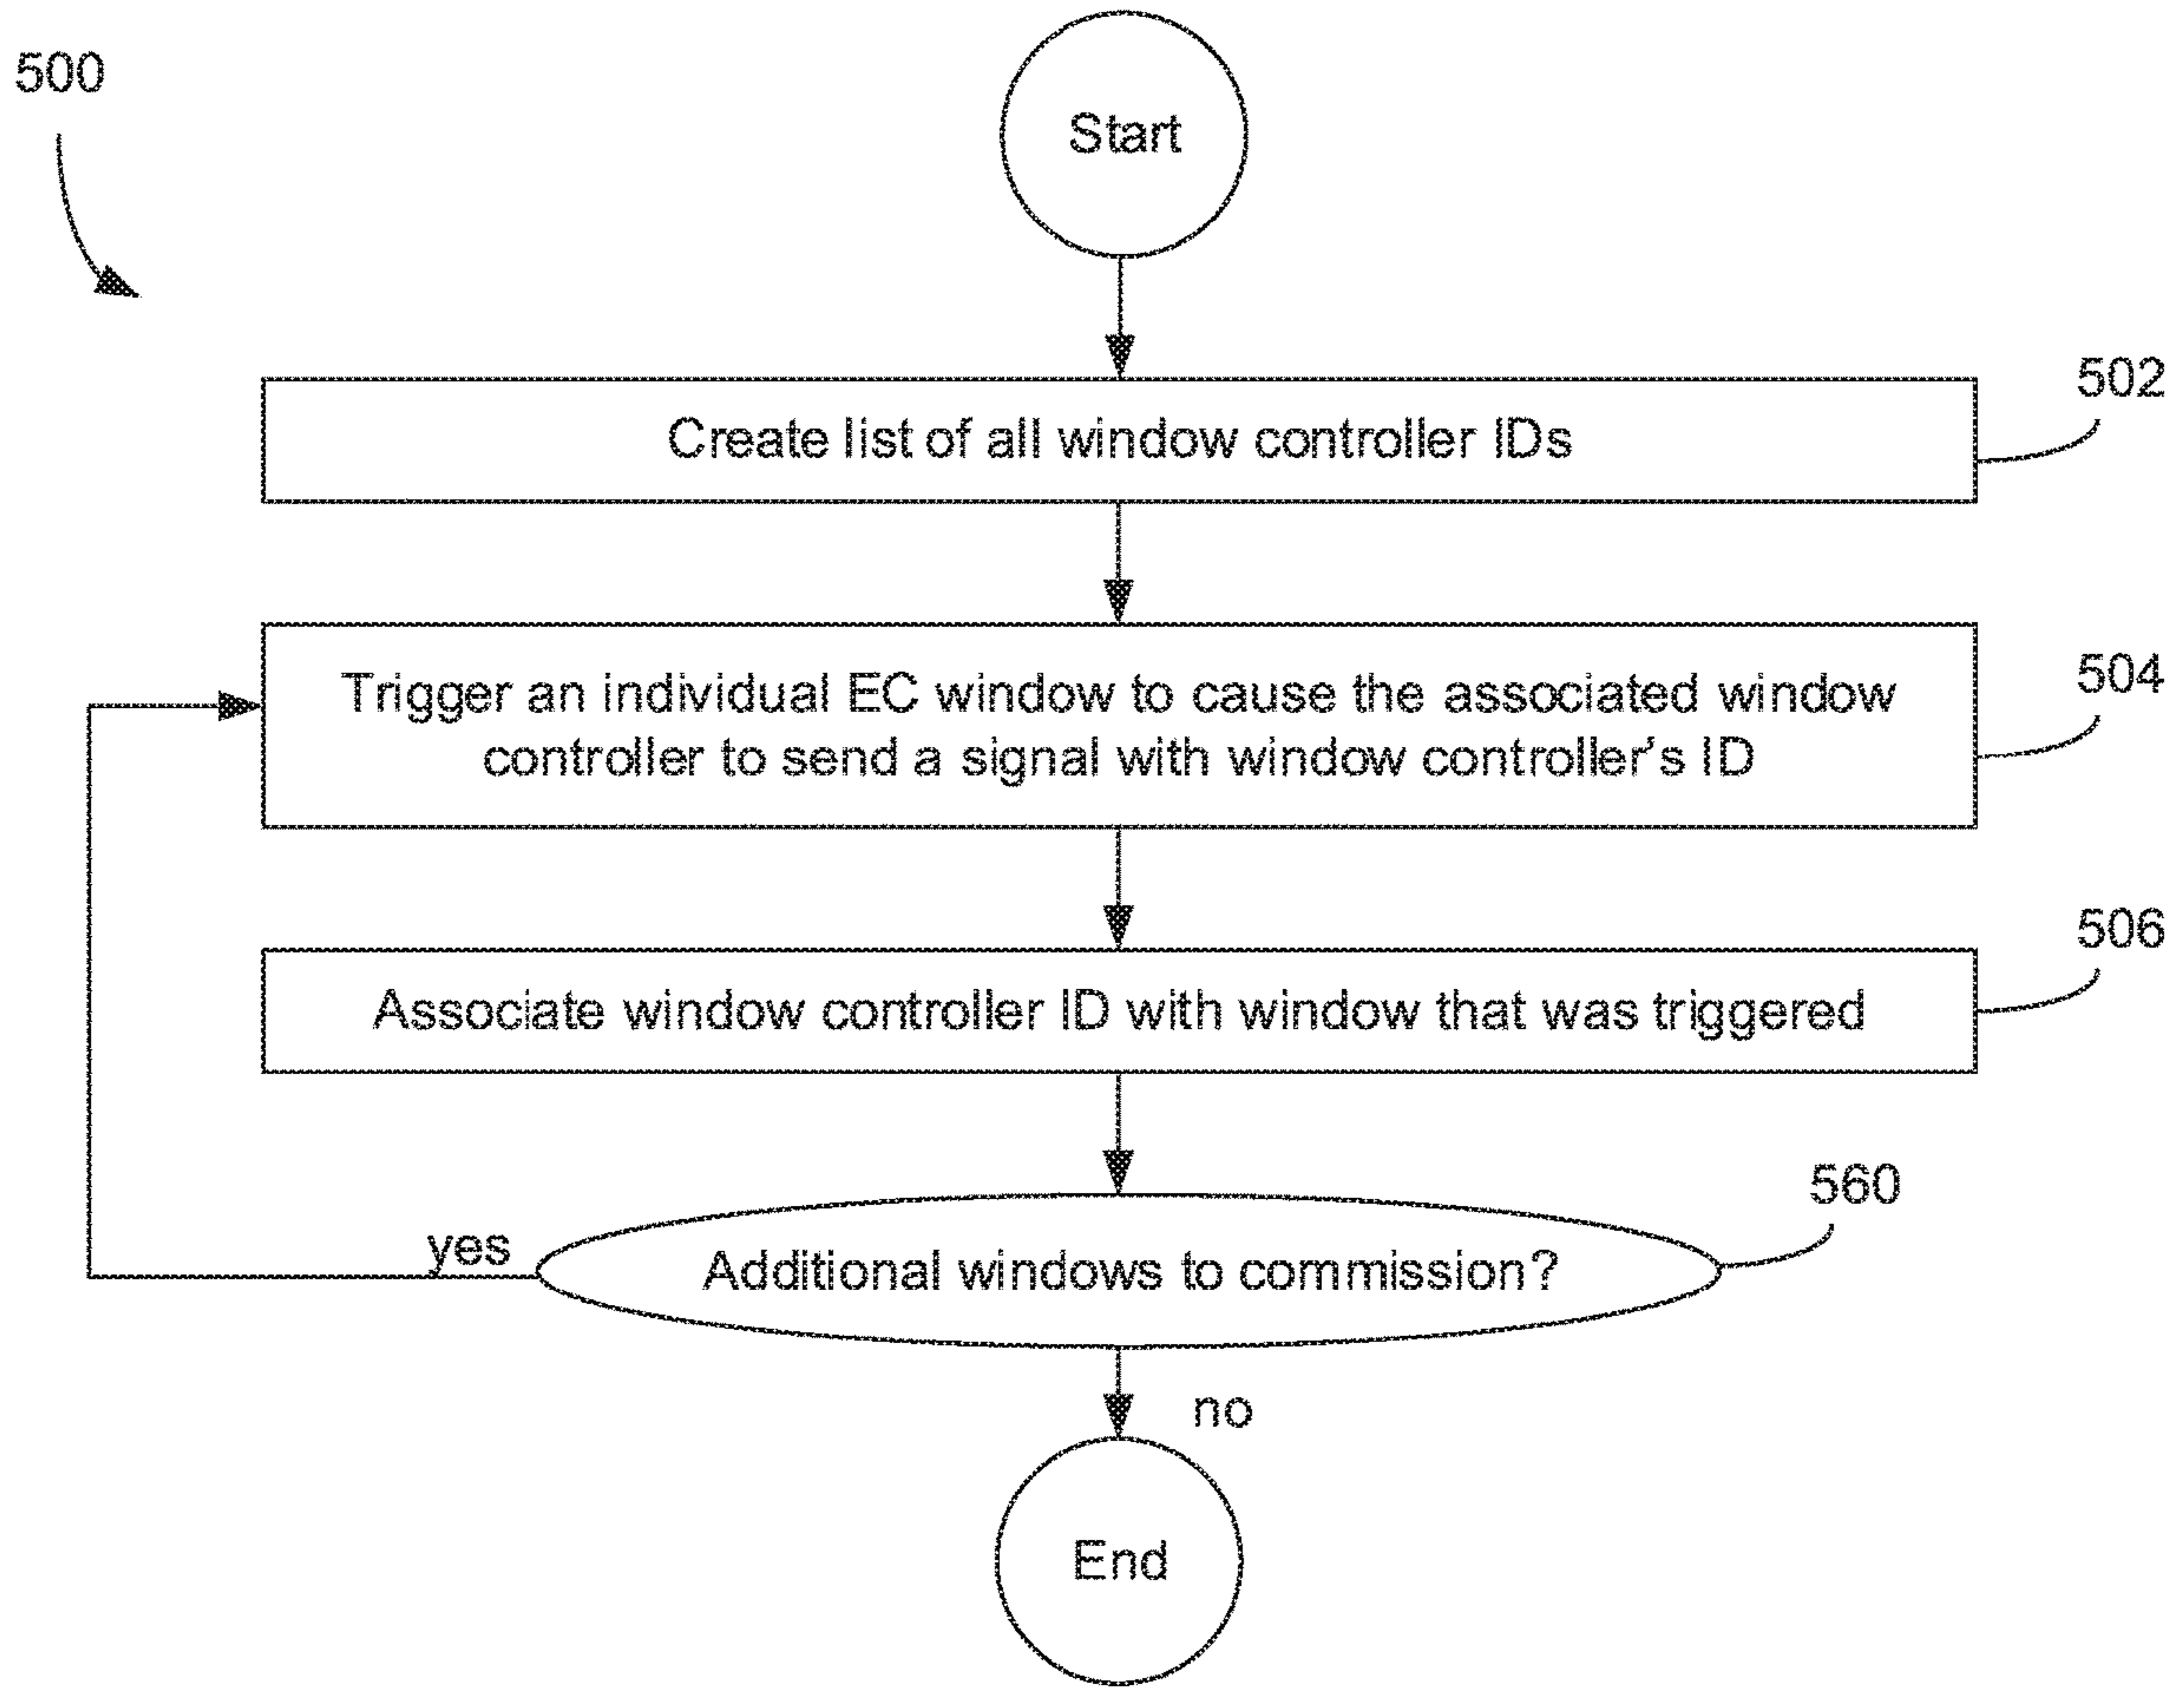 500
Start
502
Create list of all window controller IDs
504
Trigger an individual EC window to cause the associated window
controller to send a signal with window controller's ID
506
Associate window controller ID with window that was triggered
560
yes
Additional windows to commission?
no
End